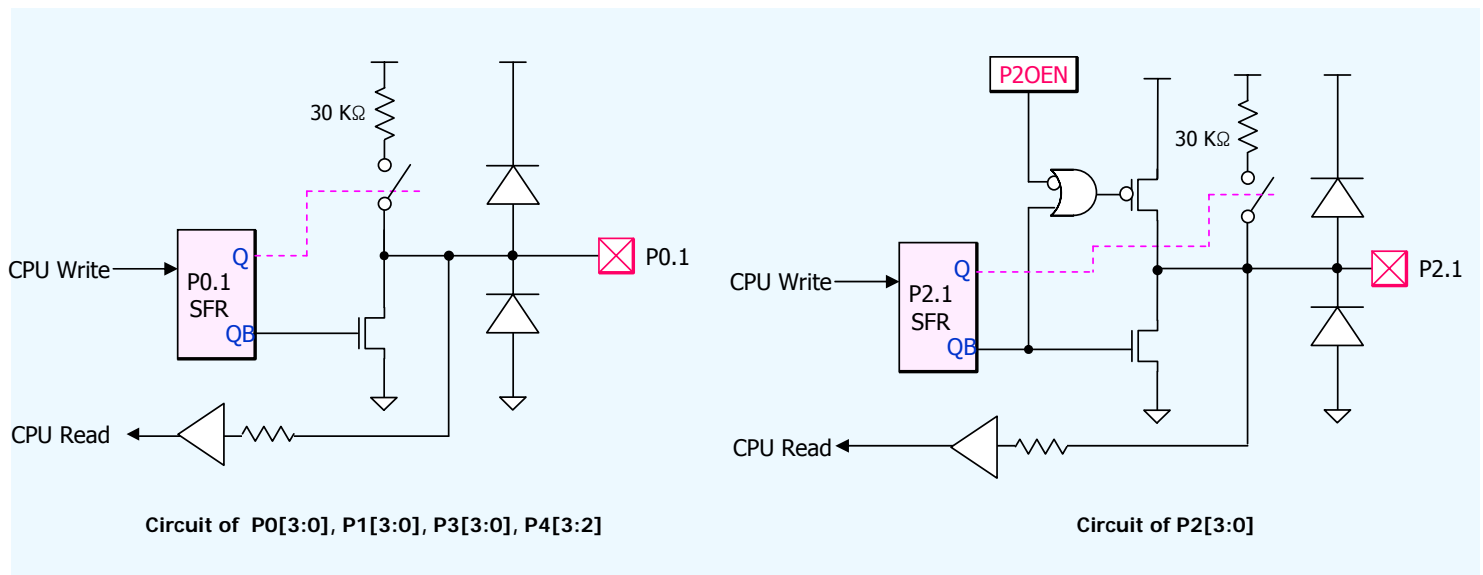 30 KΩ
CPU Write
Q
P0.1
SFR
QB
P0.1
CPU Read
Circuit of P0[3:0], P1[3:0], P3[3:0], P4[3:2]
P2OEN
30 KΩ
CPU Write
Q
P2.1
SFR
QB
P2.1
CPU Read
Circuit of P2[3:0]